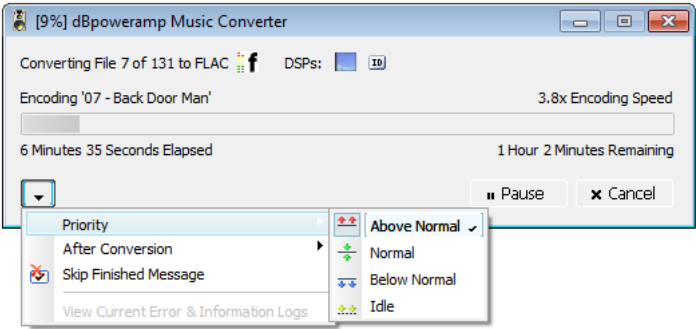 [9%] dBpoweramp Music Converter
Converting File 7 of 131 to FLAC f DSPs: ID
Encoding '07 - Back Door Man' 3.8x Encoding Speed
6 Minutes 35 Seconds Elapsed 1 Hour 2 Minutes Remaining
Pause Cancel
Priority
After Conversion
Skip Finished Message
View Current Error & Information Logs
Above Normal
Normal
Below Normal
Idle